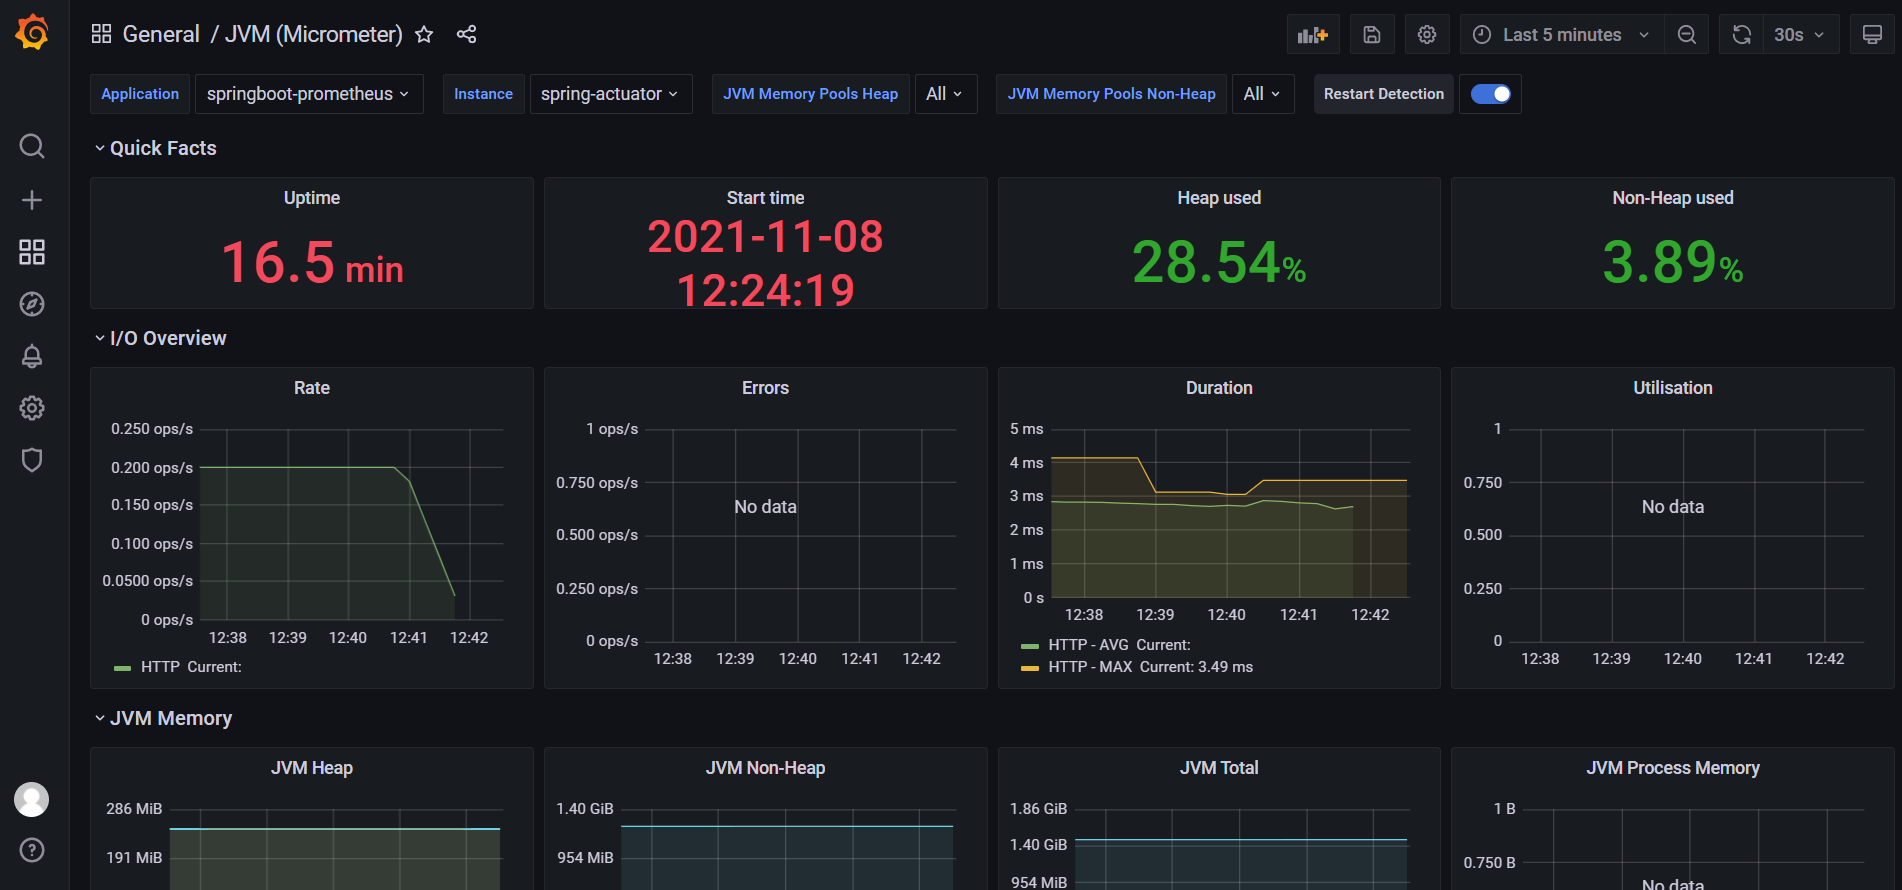 General / JVM (Micrometer)
Last 5 minutes
30s
Application springboot-prometheus
Instance spring-actuator
JVM Memory Pools Heap All
JVM Memory Pools Non-Heap All
Restart Detection
Quick Facts
Uptime
16.5 min
Start time
2021-11-08
12:24:19
Heap used
28.54%
Non-Heap used
3.89%
I/O Overview
Rate
0.250 ops/s
0.200 ops/s
0.150 ops/s
0.100 ops/s
0.0500 ops/s
0 ops/s
12:38 12:39 12:40 12:41 12:42
HTTP Current:
Errors
1 ops/s
0.750 ops/s
0.500 ops/s
0.250 ops/s
0 ops/s
No data
12:38 12:39 12:40 12:41 12:42
Duration
5 ms
4 ms
3 ms
2 ms
1 ms
0 s
12:38 12:39 12:40 12:41 12:42
HTTP - AVG Current:
HTTP - MAX Current: 3.49 ms
Utilisation
1
0.750
0.500
0.250
0
No data
12:38 12:39 12:40 12:41 12:42
JVM Memory
JVM Heap
286 MiB
191 MiB
JVM Non-Heap
1.40 GiB
954 MiB
JVM Total
1.86 GiB
1.40 GiB
954 MiB
JVM Process Memory
1 B
0.750 B
No data